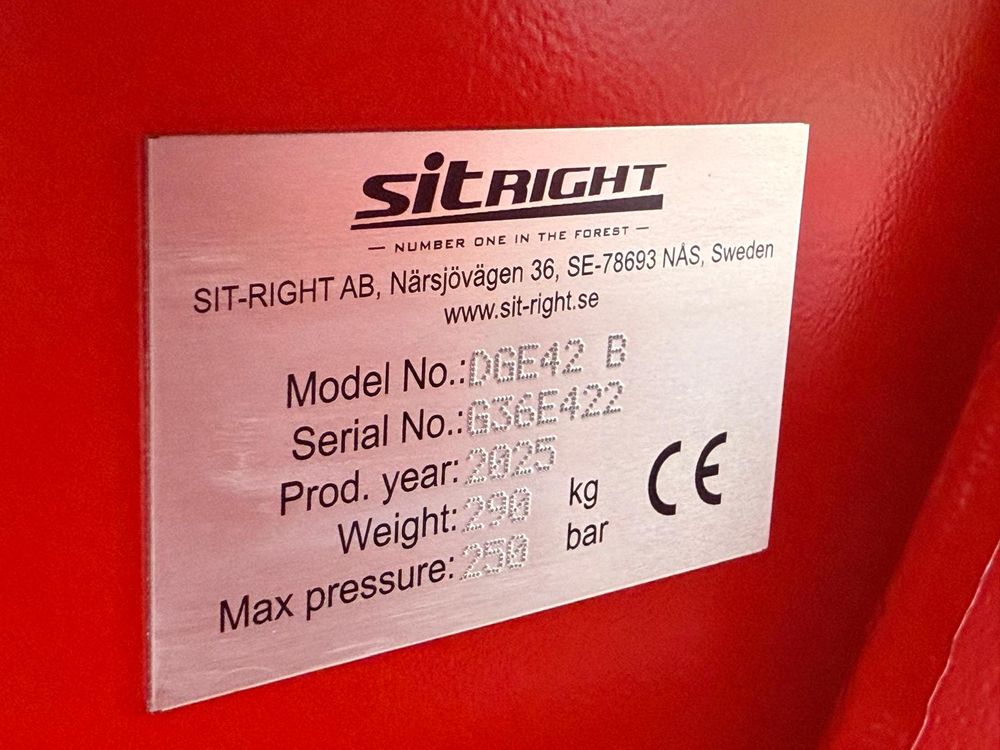 sitRIGHT
— NUMBER ONE IN THE FOREST —
SIT-RIGHT AB, Närsjövägen 36, SE-78693 NÅS, Sweden
www.sit-right.se
Model No.: DGE42 B
Serial No.: G36E422
Prod. year: 2025
Weight: 290 kg
Max pressure: 250 bar
CE